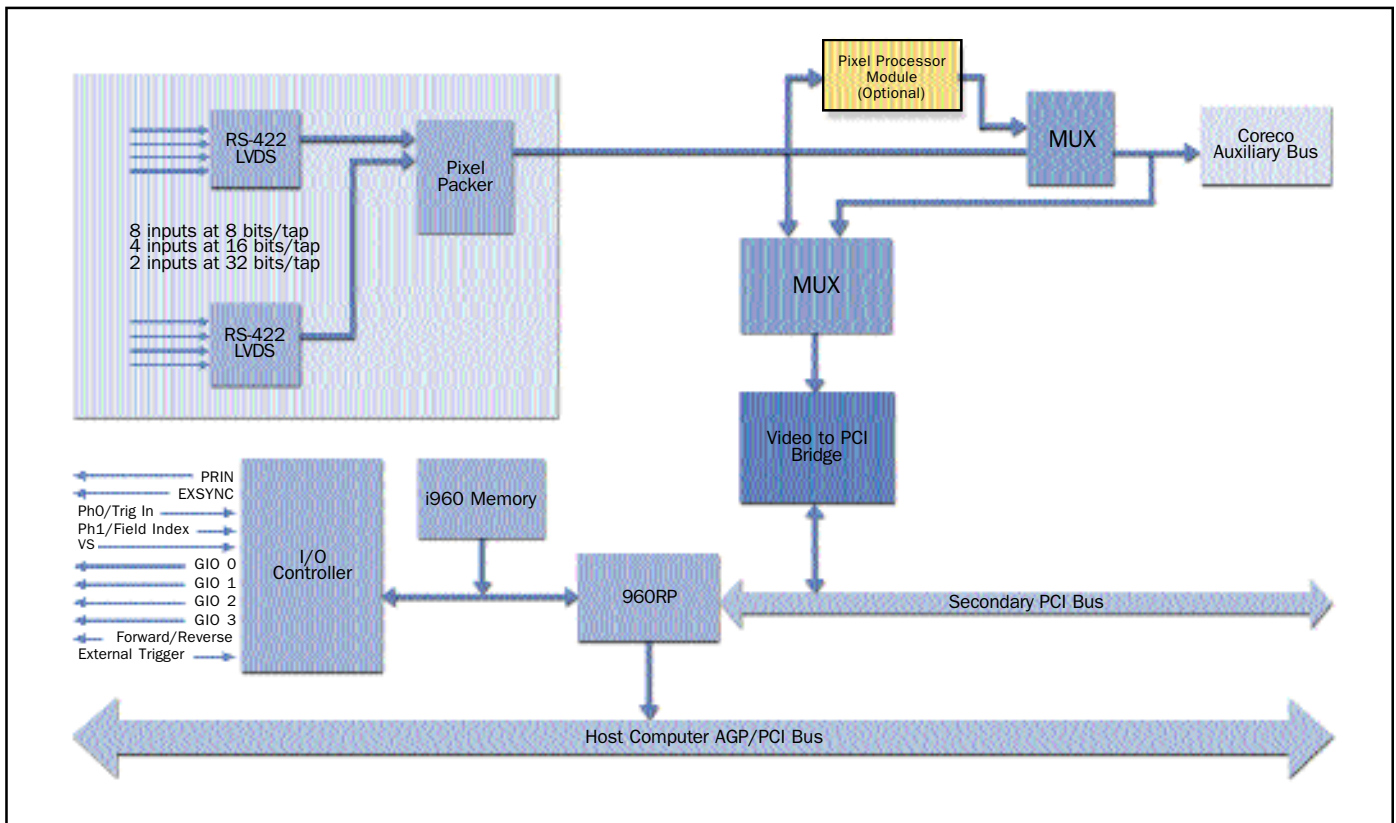 Pixel Processor
Module
(Optional)
RS-422
LVDS
Pixel
Packer
MUX
Coreco
Auxiliary Bus
8 inputs at 8 bits/tap
4 inputs at 16 bits/tap
2 inputs at 32 bits/tap
MUX
RS-422
LVDS
Video to PCI
Bridge
PRIN
EXSYNC
Ph0/Trig In
Ph1/Field Index
VS
GIO 0
GIO 1
GIO 2
GIO 3
Forward/Reverse
External Trigger
I/O
Controller
i960 Memory
960RP
Secondary PCI Bus
Host Computer AGP/PCI Bus